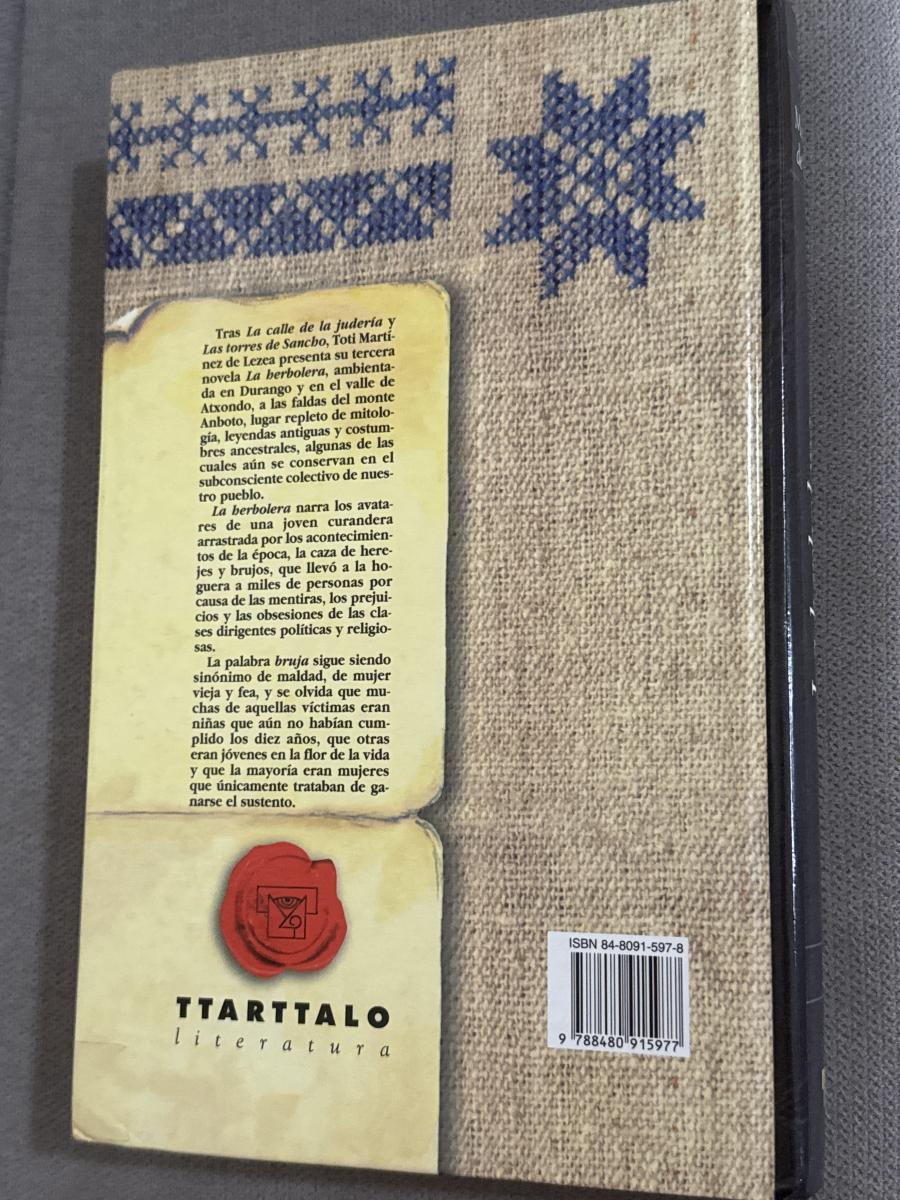 Tras La calle de la judería y
Las torres de Sancho, Toti Martí-
nez de Lezea presenta su tercera
novela La herbolera, ambienta-
da en Durango y en el valle de
Atxondo, a las faldas del monte
Anboto, lugar repleto de mitolo-
gía, leyendas antiguas y costum-
bres ancestrales, algunas de las
cuales aún se conservan en el
subconsciente colectivo de nues-
tro pueblo.
La herbolera narra los avata-
res de una joven curandera
arrastrada por los acontecimien-
tos de la época, la caza de here-
jes y brujos, que llevó a la ho-
guera a miles de personas por
causa de las mentiras, los prejui-
cios y las obsesiones de las cla-
ses dirigentes políticas y religio-
sas.
La palabra bruja sigue siendo
sinónimo de maldad, de mujer
vieja y fea, y se olvida que mu-
chas de aquellas víctimas eran
niñas que aún no habían cum-
plido los diez años, que otras
eran jóvenes en la flor de la vida
y que la mayoría eran mujeres
que únicamente trataban de ga-
narse el sustento.
TTARTTALO
literatura
ISBN 84-8091-597-8
9 788480 915977